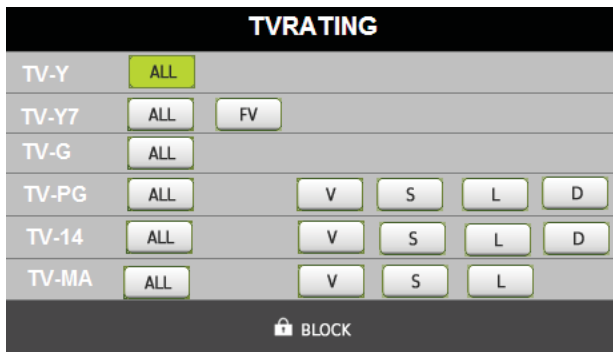 TVRATING
TV-Y ALL
TV-Y7 ALL FV
TV-G ALL
TV-PG ALL V S L D
TV-14 ALL V S L D
TV-MA ALL V S L
BLOCK